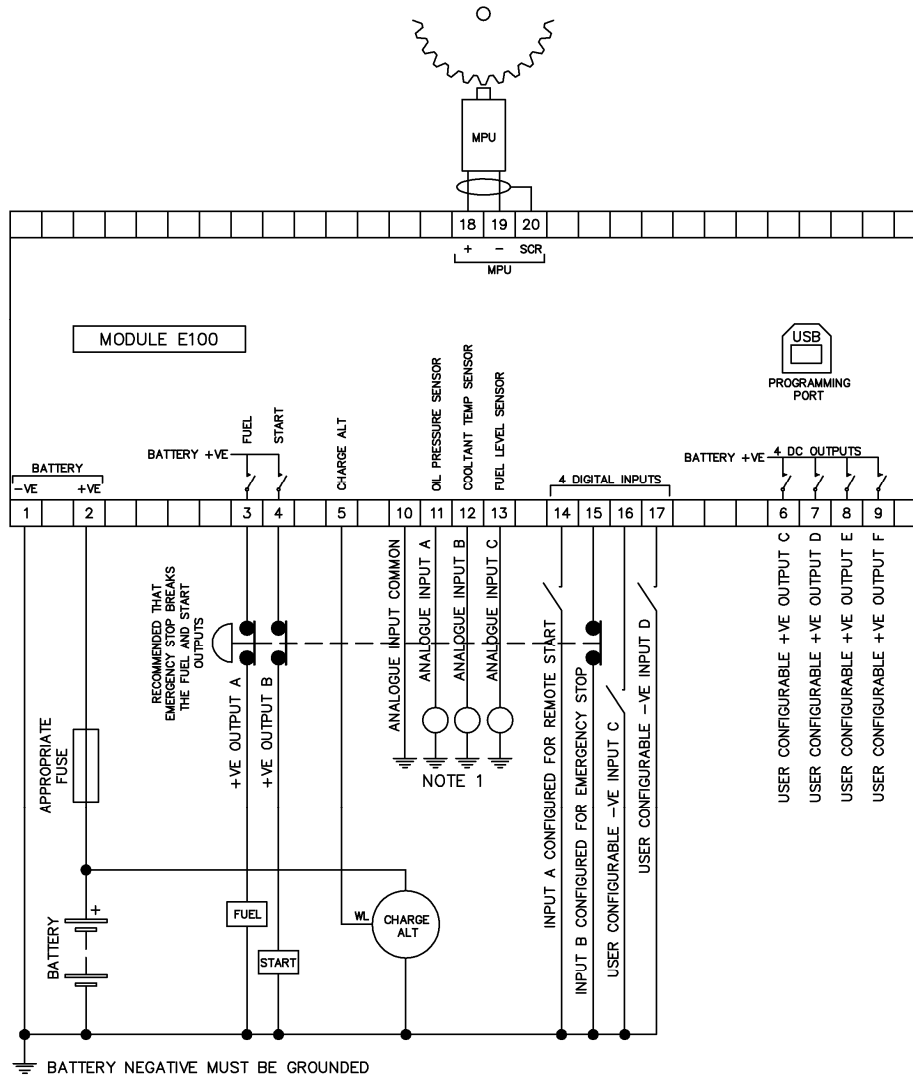 MPU
18 19 20
+ − SCR
MPU
MODULE E100
USB
PROGRAMMING
PORT
BATTERY +VE
FUEL
START
CHARGE ALT
OIL PRESSURE SENSOR
COOLTANT TEMP SENSOR
FUEL LEVEL SENSOR
BATTERY
−VE +VE
4 DIGITAL INPUTS
BATTERY +VE
4 DC OUTPUTS
1 2 3 4 5 10 11 12 13 14 15 16 17 6 7 8 9
RECOMMENDED THAT
EMERGENCY STOP BREAKS
THE FUEL AND START
OUTPUTS
+VE OUTPUT A
+VE OUTPUT B
ANALOGUE INPUT COMMON
ANALOGUE INPUT A
ANALOGUE INPUT B
ANALOGUE INPUT C
NOTE 1
INPUT A CONFIGURED FOR REMOTE START
INPUT B CONFIGURED FOR EMERGENCY STOP
USER CONFIGURABLE −VE INPUT C
USER CONFIGURABLE −VE INPUT D
USER CONFIGURABLE +VE OUTPUT C
USER CONFIGURABLE +VE OUTPUT D
USER CONFIGURABLE +VE OUTPUT E
USER CONFIGURABLE +VE OUTPUT F
APPROPRIATE
FUSE
+
BATTERY
FUEL
START
WL
CHARGE
ALT
BATTERY NEGATIVE MUST BE GROUNDED